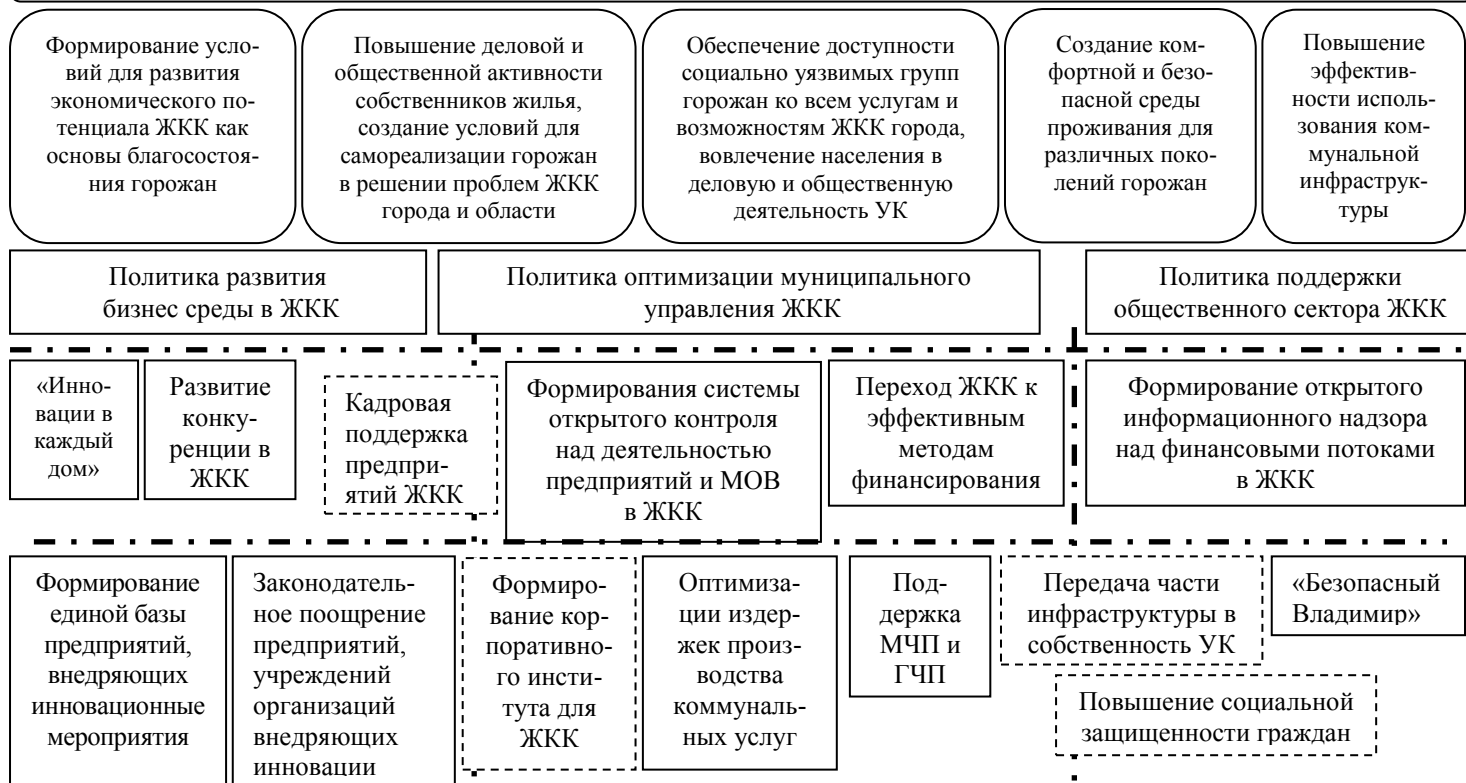 Формирование усло-
вий для развития
экономического по-
тенциала ЖКК как
основы благосостоя-
ния горожан
Повышение деловой и
общественной активности
собственников жилья,
создание условий для
самореализации горожан
в решении проблем ЖКК
города и области
Обеспечение доступности
социально уязвимых групп
горожан ко всем услугам и
возможностям ЖКК города,
вовлечение населения в
деловую и общественную
деятельность УК
Создание ком-
фортной и безо-
пасной среды
проживания для
различных поко-
лений горожан
Повышение
эффектив-
ности исполь-
зования ком-
мунальной
инфраструк-
туры
Политика развития
бизнес среды в ЖКК
Политика оптимизации муниципального
управления ЖКК
Политика поддержки
общественного сектора ЖКК
«Инно-
вации в
каждый
дом»
Развитие
конку-
ренции в
ЖКК
Кадровая
поддержка
предпри-
ятий ЖКК
Формирования системы
открытого контроля
над деятельностью
предприятий и МОВ
в ЖКК
Переход ЖКК к
эффективным
методам
финансирования
Формирование открытого
информационного надзора
над финансовыми потоками
в ЖКК
Формирование
единой базы
предприятий,
внедряющих
инновационные
мероприятия
Законодатель-
ное поощрение
предприятий,
учреждений
организаций
внедряющих
инновации
Формиро-
вание кор-
поративно-
го инсти-
тута для
ЖКК
Оптимиза-
ции издер-
жек произ-
водства
коммуналь-
ных услуг
Под-
держка
МЧП и
ГЧП
Передача части
инфраструктуры в
собственность УК
«Безопасный
Владимир»
Повышение социальной
защищенности граждан